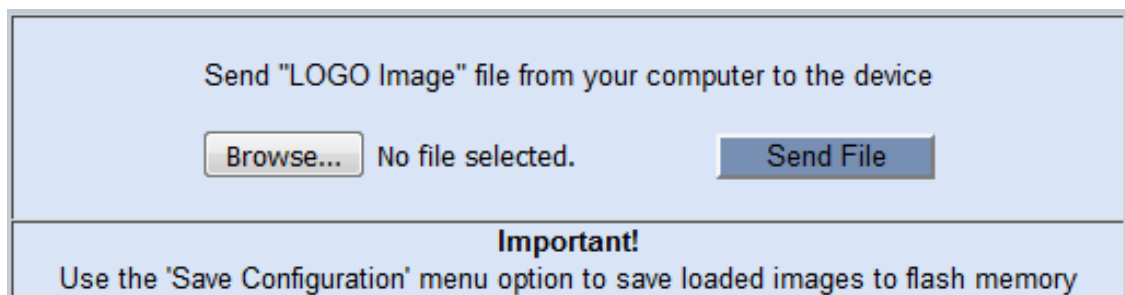 Send "LOGO Image" file from your computer to the device
Browse... No file selected. Send File
Important!
Use the 'Save Configuration' menu option to save loaded images to flash memory